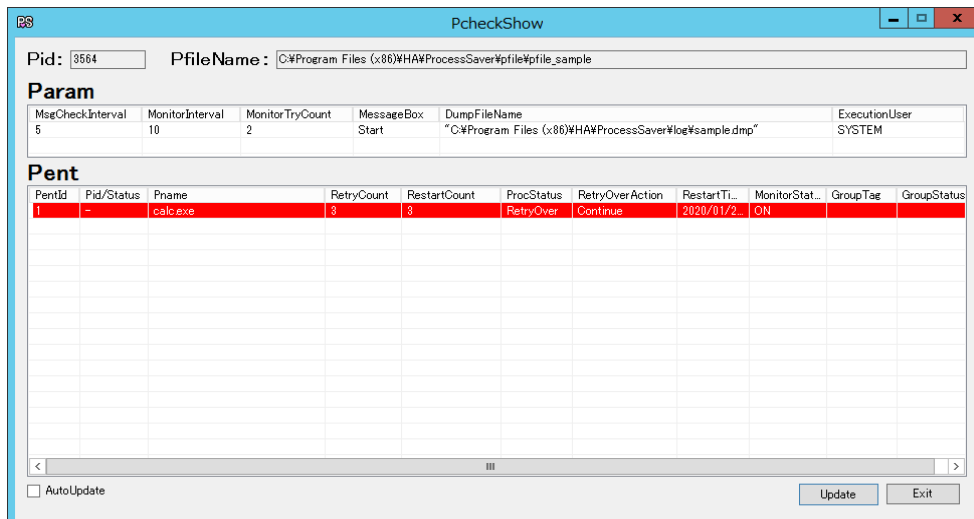 PS PcheckShow
Pid: 3564 PfileName: C:¥Program Files (x86)¥HA¥ProcessSaver¥pfile¥pfile_sample
Param
MsgCheckInterval MonitorInterval MonitorTryCount MessageBox DumpFileName ExecutionUser
5 10 2 Start "C:¥Program Files (x86)¥HA¥ProcessSaver¥log¥sample.dmp" SYSTEM
Pent
PentId Pid/Status Pname RetryCount RestartCount ProcStatus RetryOverAction RestartTi... MonitorStat... GroupTag GroupStatus
1 - calc.exe 3 3 RetryOver Continue 2020/01/2... ON
AutoUpdate Update Exit